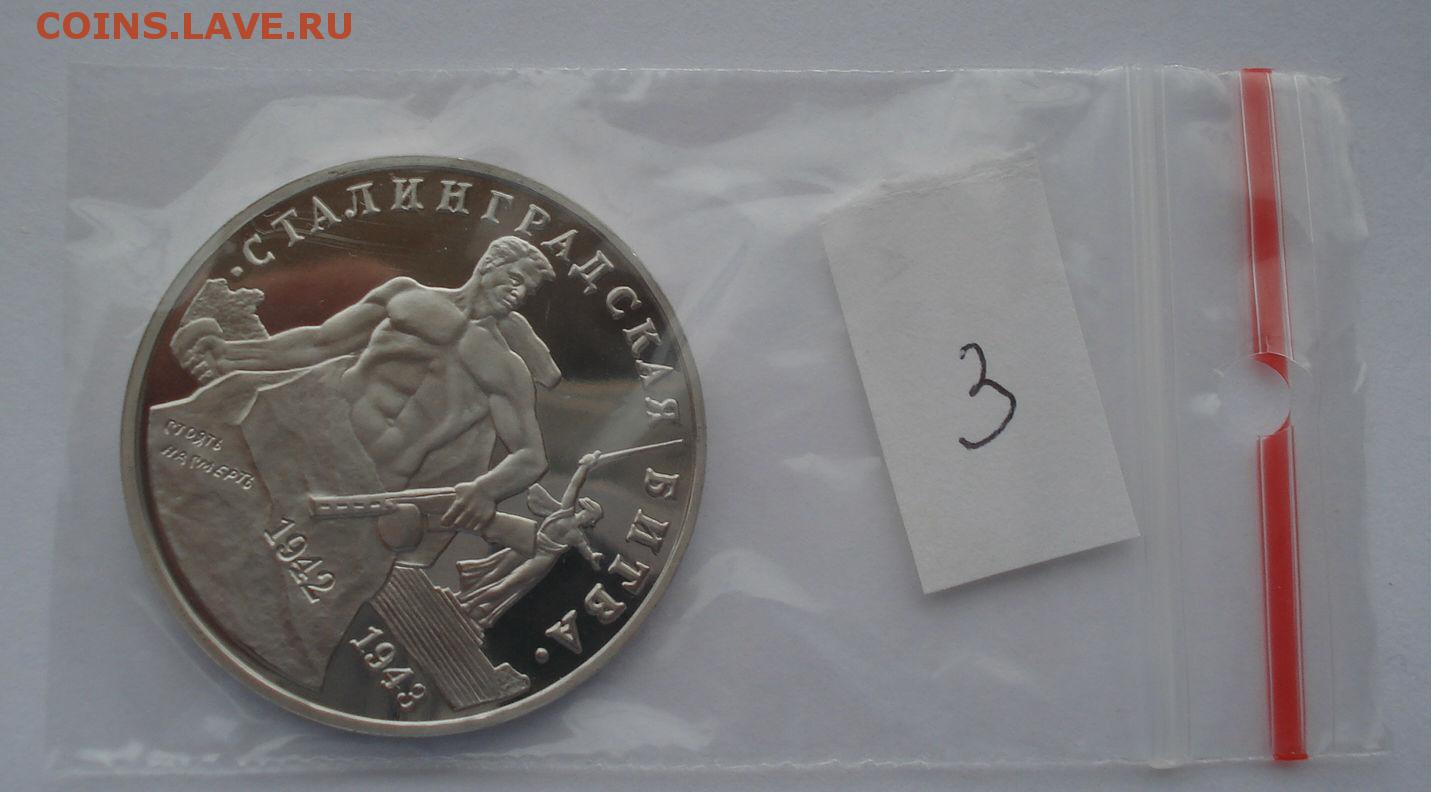 COINS.LAVE.RU
·СТАЛИНГРАДСКАЯ БИТВА·
СТОЯТЬ
НА СМЕРТЬ
1942
1943
3